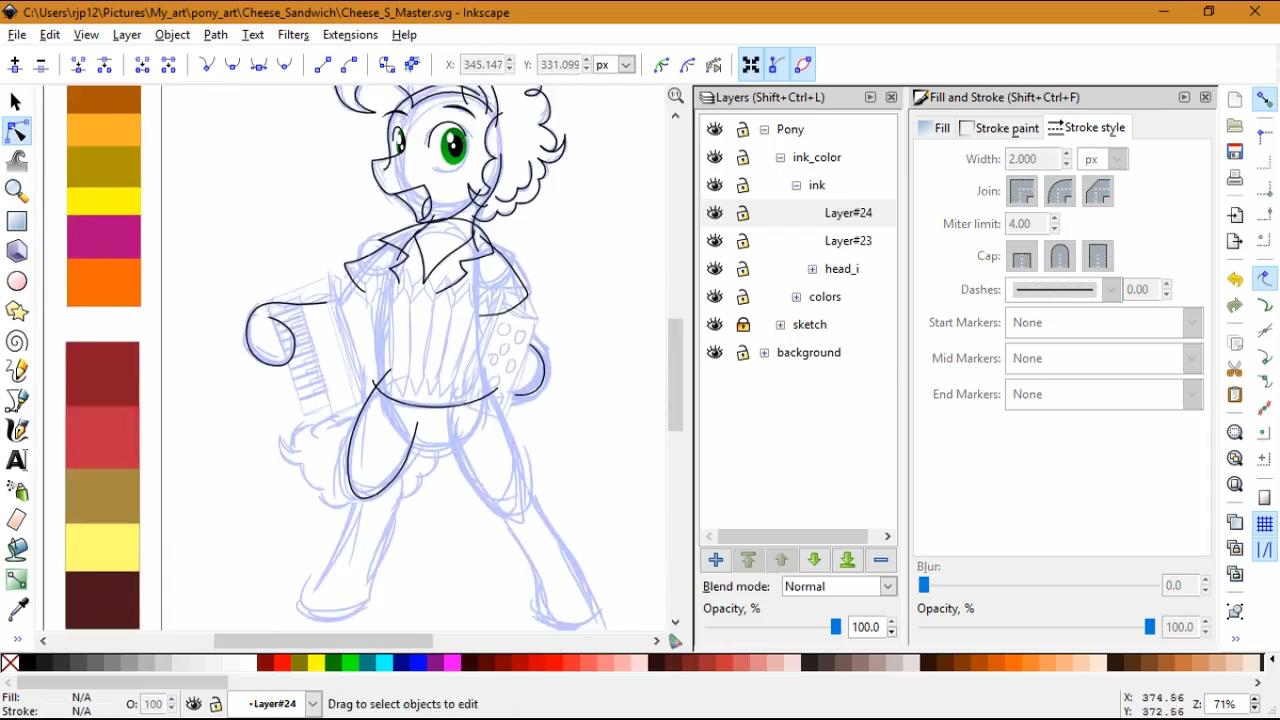 C:\Users\rjp12\Pictures\My_art\pony_art\Cheese_Sandwich\Cheese_S_Master.svg - Inkscape
File Edit View Layer Object Path Text Filters Extensions Help
X: 345.147 Y: 331.099 px
Layers (Shift+Ctrl+L)
Pony
ink_color
ink
Layer#24
Layer#23
head_i
colors
sketch
background
Blend mode: Normal
Opacity, % 100.0
Fill and Stroke (Shift+Ctrl+F)
Fill Stroke paint Stroke style
Width: 2.000 px
Join:
Miter limit: 4.00
Cap:
Dashes: 0.00
Start Markers: None
Mid Markers: None
End Markers: None
Blur: 0.0
Opacity, % 100.0
Fill: N/A
Stroke: N/A
O: 100
•Layer#24
Drag to select objects to edit
X: 374.56
Y: 372.56
Z: 71%